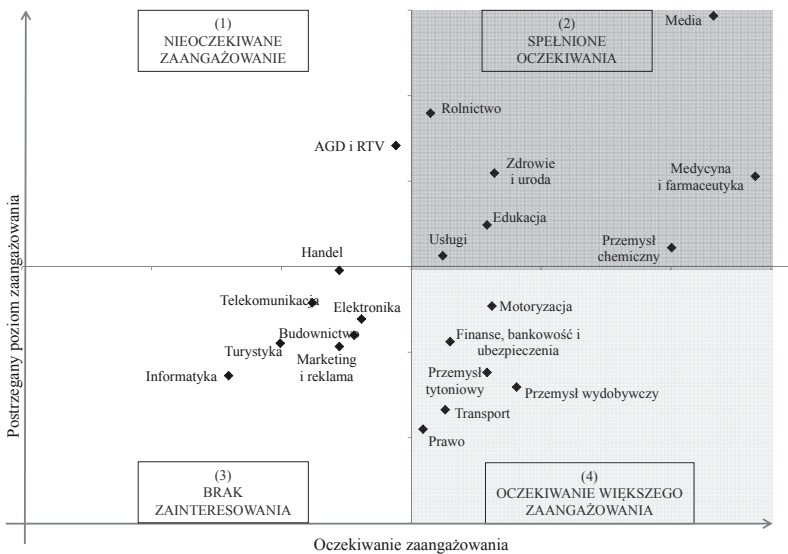 (1)
NIEOCZEKIWANE
ZAANGAŻOWANIE
(2)
SPEŁNIONE
OCZEKIWANIA
Media
Rolnictwo
AGD i RTV
Zdrowie
i uroda
Medycyna
i farmaceutyka
Edukacja
Usługi
Przemysł
chemiczny
Handel
Telekomunikacja
Elektronika
Budownictwo
Turystyka
Marketing
i reklama
Informatyka
Motoryzacja
Finanse, bankowość i
ubezpieczenia
Przemysł
tytoniowy
Przemysł wydobywczy
Transport
Prawo
(3)
BRAK
ZAINTERESOWANIA
(4)
OCZEKIWANIE WIĘKSZEGO
ZAANGAŻOWANIA
Postrzegany poziom zaangażowania
Oczekiwanie zaangażowania